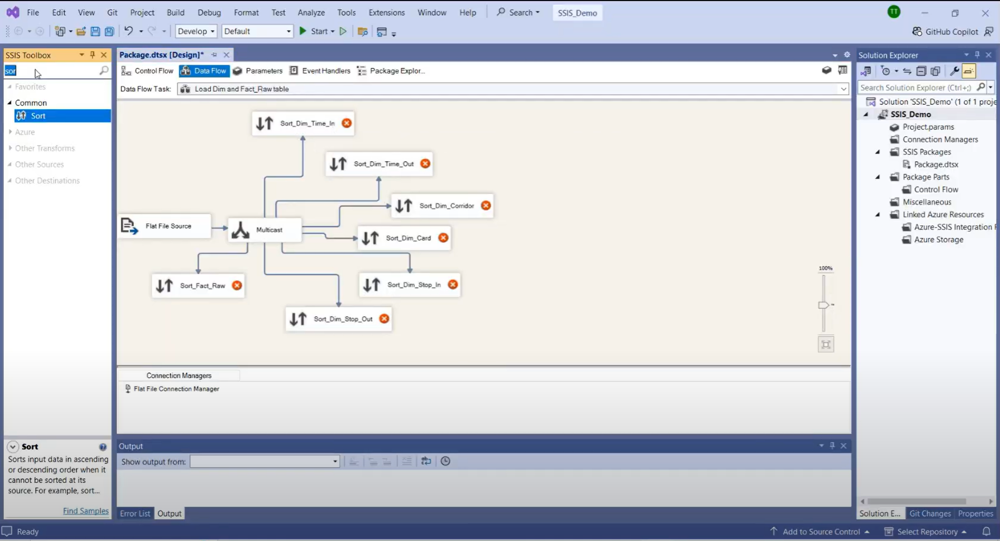 File Edit View Git Project Build Debug Format Test Analyze Tools Extensions Window Help Search SSIS_Demo TT
Develop Default Start GitHub Copilot
SSIS Toolbox
sor
Favorites
Common
Sort
Azure
Other Transforms
Other Sources
Other Destinations
Sort
Sorts input data in ascending
or descending order when it
cannot be sorted at its
source. For example, sort...
Find Samples
Package.dtsx [Design]*
Control Flow Data Flow Parameters Event Handlers Package Explor...
Data Flow Task: Load Dim and Fact_Raw table
Sort_Dim_Time_In
Sort_Dim_Time_Out
Sort_Dim_Corridor
Flat File Source
Multicast
Sort_Dim_Card
Sort_Fact_Raw
Sort_Dim_Stop_In
Sort_Dim_Stop_Out
100%
Connection Managers
Flat File Connection Manager
Output
Show output from:
Error List Output
Solution Explorer
Search Solution Explorer (Ctrl+;)
Solution 'SSIS_Demo' (1 of 1 proje
SSIS_Demo
Project.params
Connection Managers
SSIS Packages
Package.dtsx
Package Parts
Control Flow
Miscellaneous
Linked Azure Resources
Azure-SSIS Integration R
Azure Storage
Solution E... Git Changes Properties
Ready Add to Source Control Select Repository